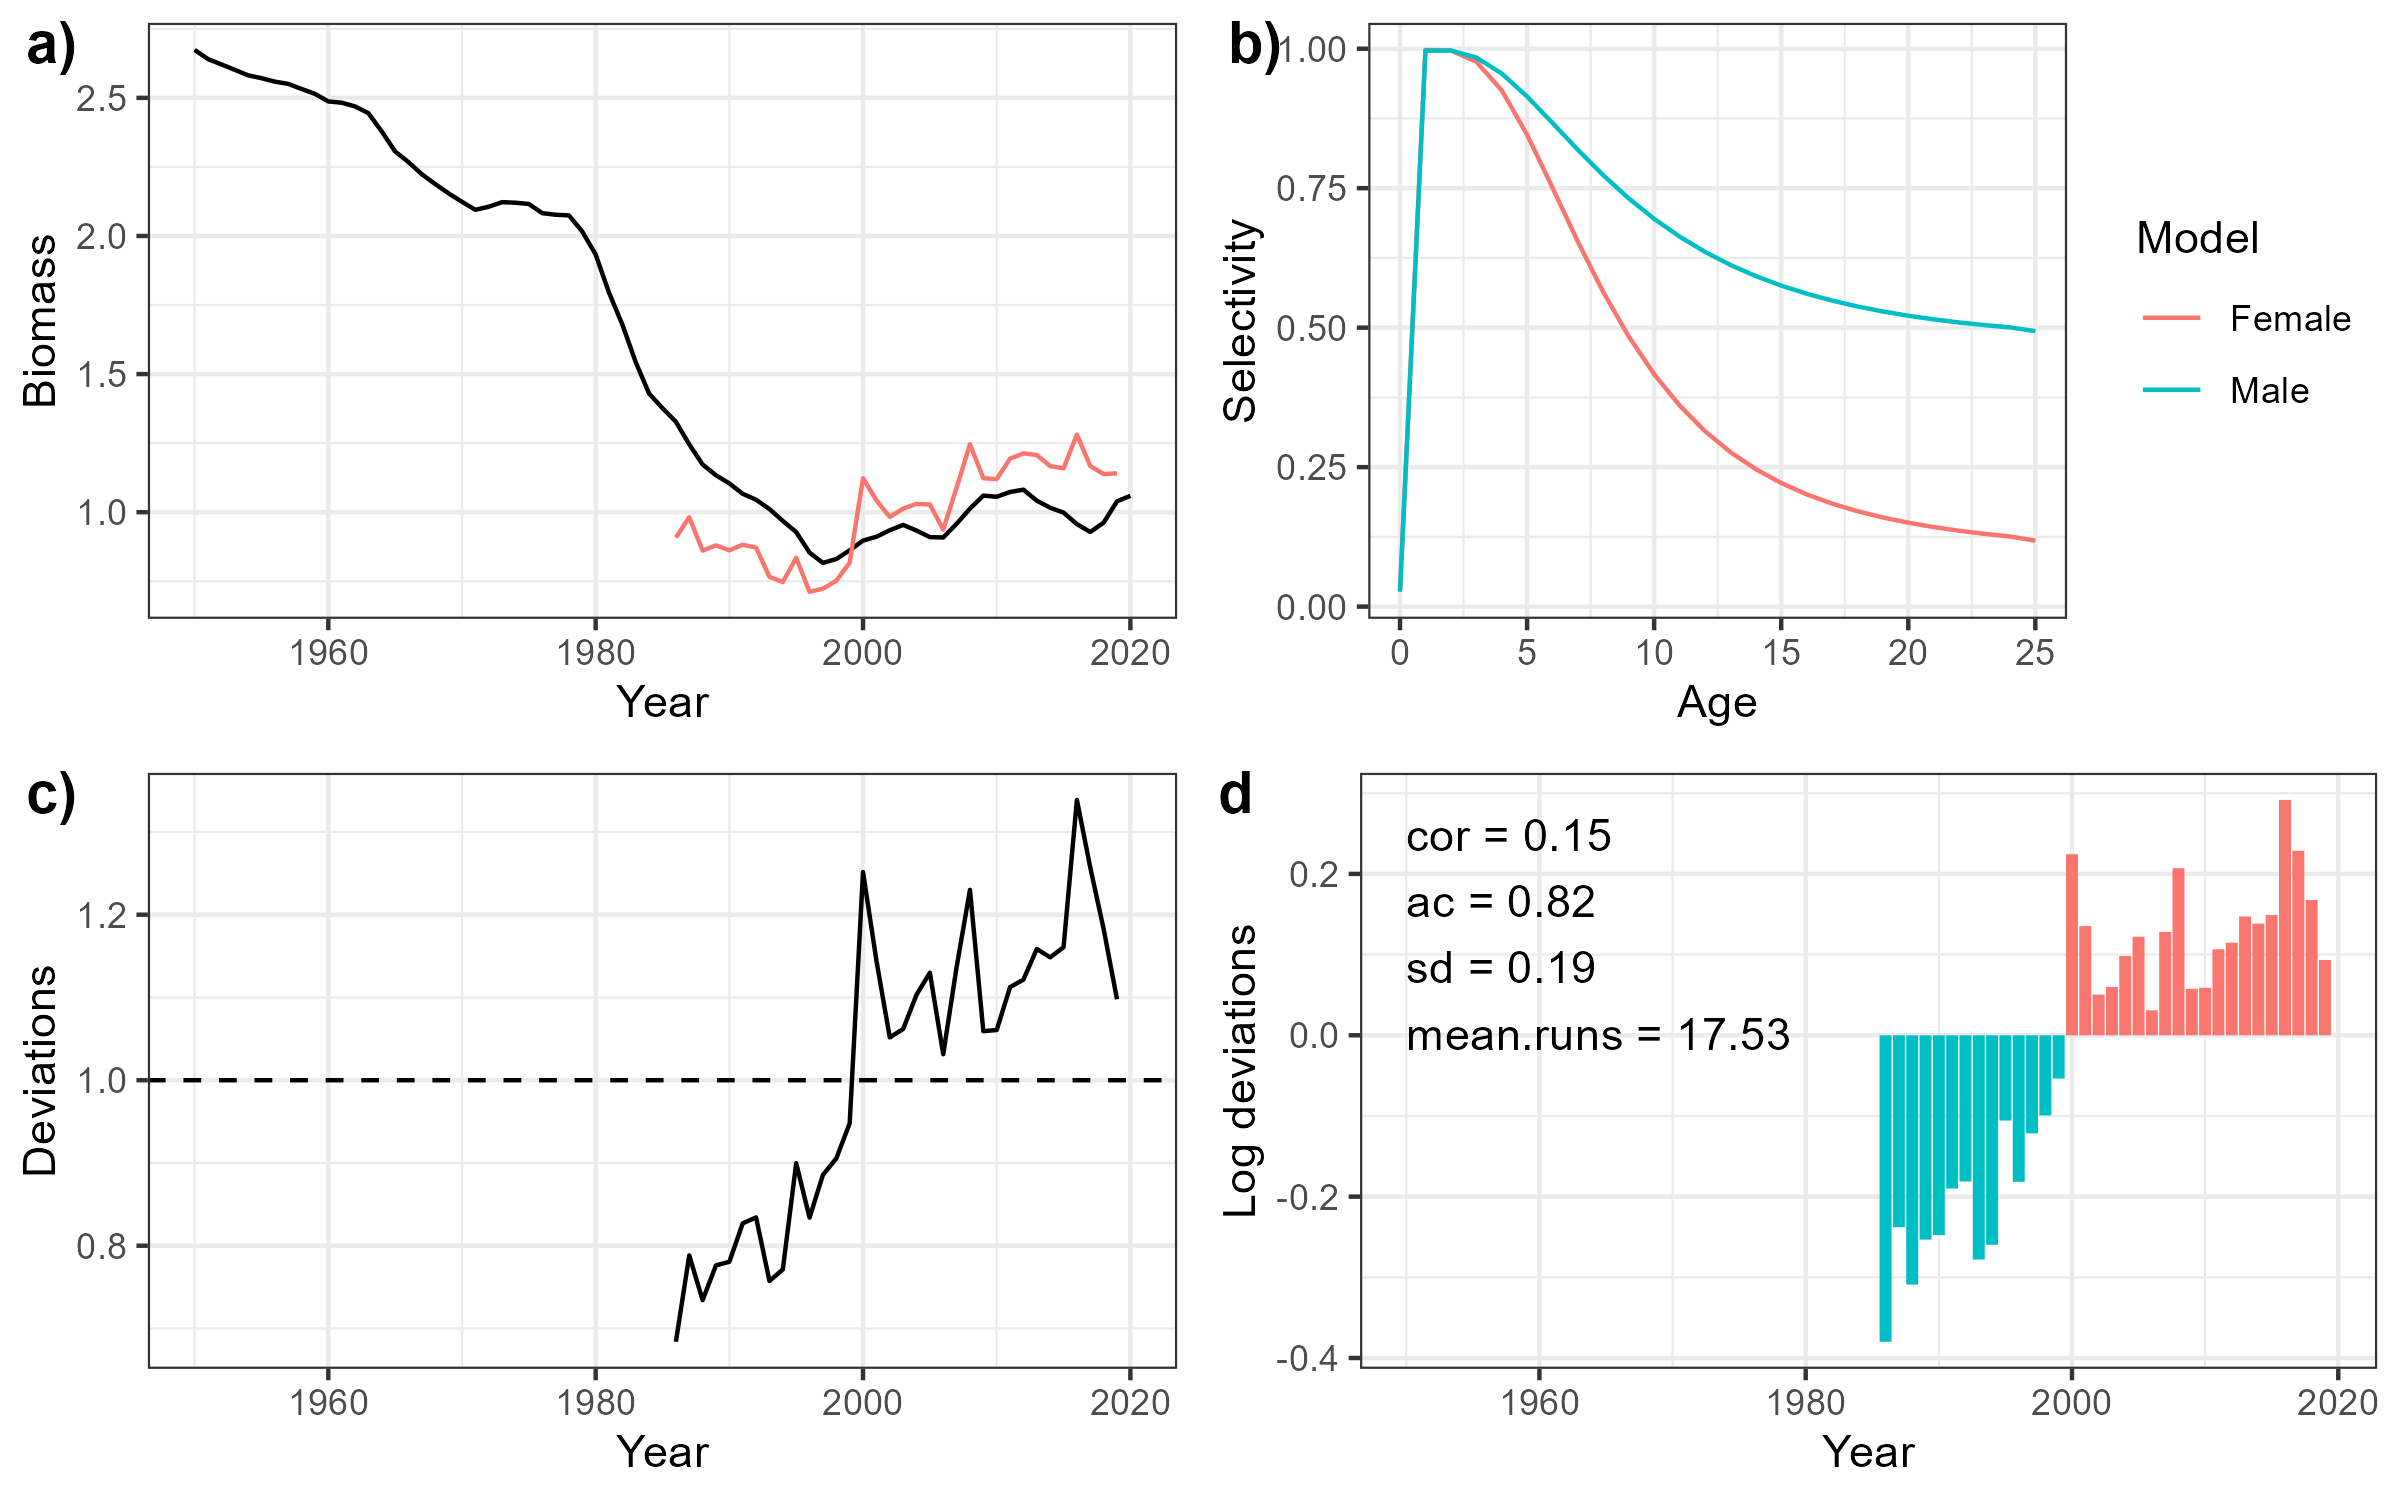 a)
2.5
2.0
1.5
1.0
Biomass
1960 1980 2000 2020
Year
b)
1.00
0.75
0.50
0.25
0.00
Selectivity
0 5 10 15 20 25
Age
Model
Female
Male
c)
1.2
1.0
0.8
Deviations
1960 1980 2000 2020
Year
d
cor = 0.15
ac = 0.82
sd = 0.19
mean.runs = 17.53
0.2
0.0
-0.2
-0.4
Log deviations
1960 1980 2000 2020
Year